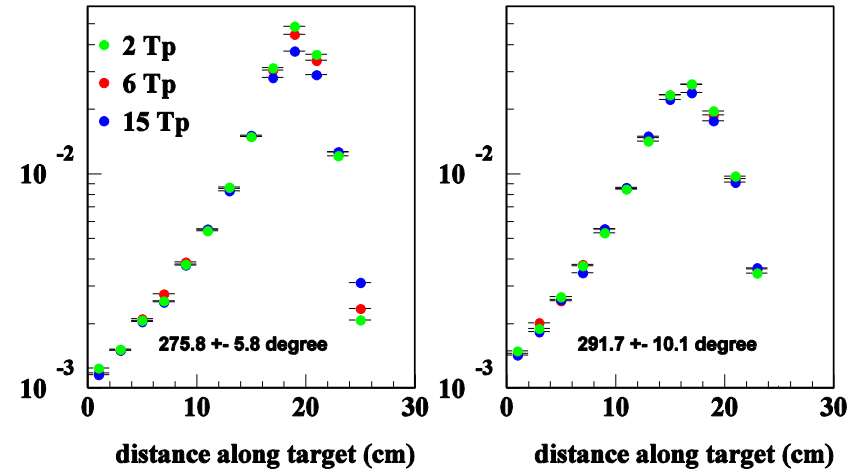 2 Tp
6 Tp
15 Tp
10 -2
10 -3
275.8 +- 5.8 degree
0 10 20 30
distance along target (cm)
10 -2
10 -3
291.7 +- 10.1 degree
0 10 20 30
distance along target (cm)